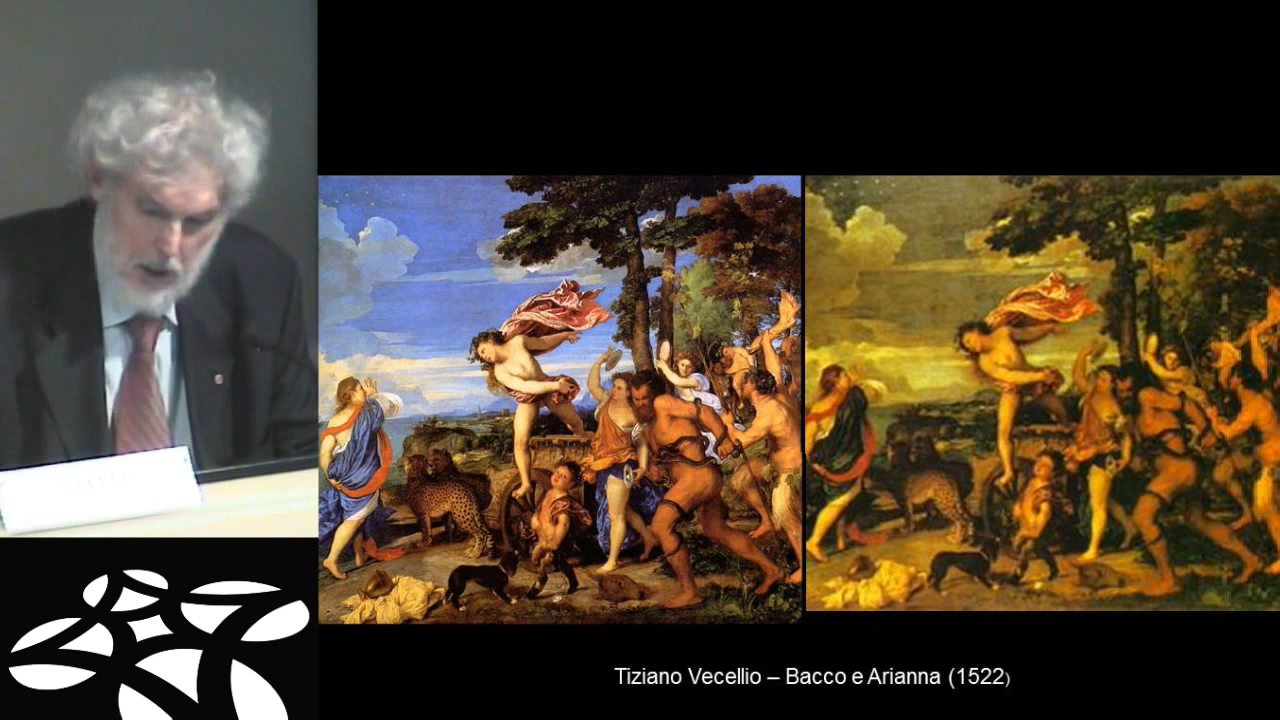 Tiziano Vecellio – Bacco e Arianna (1522)